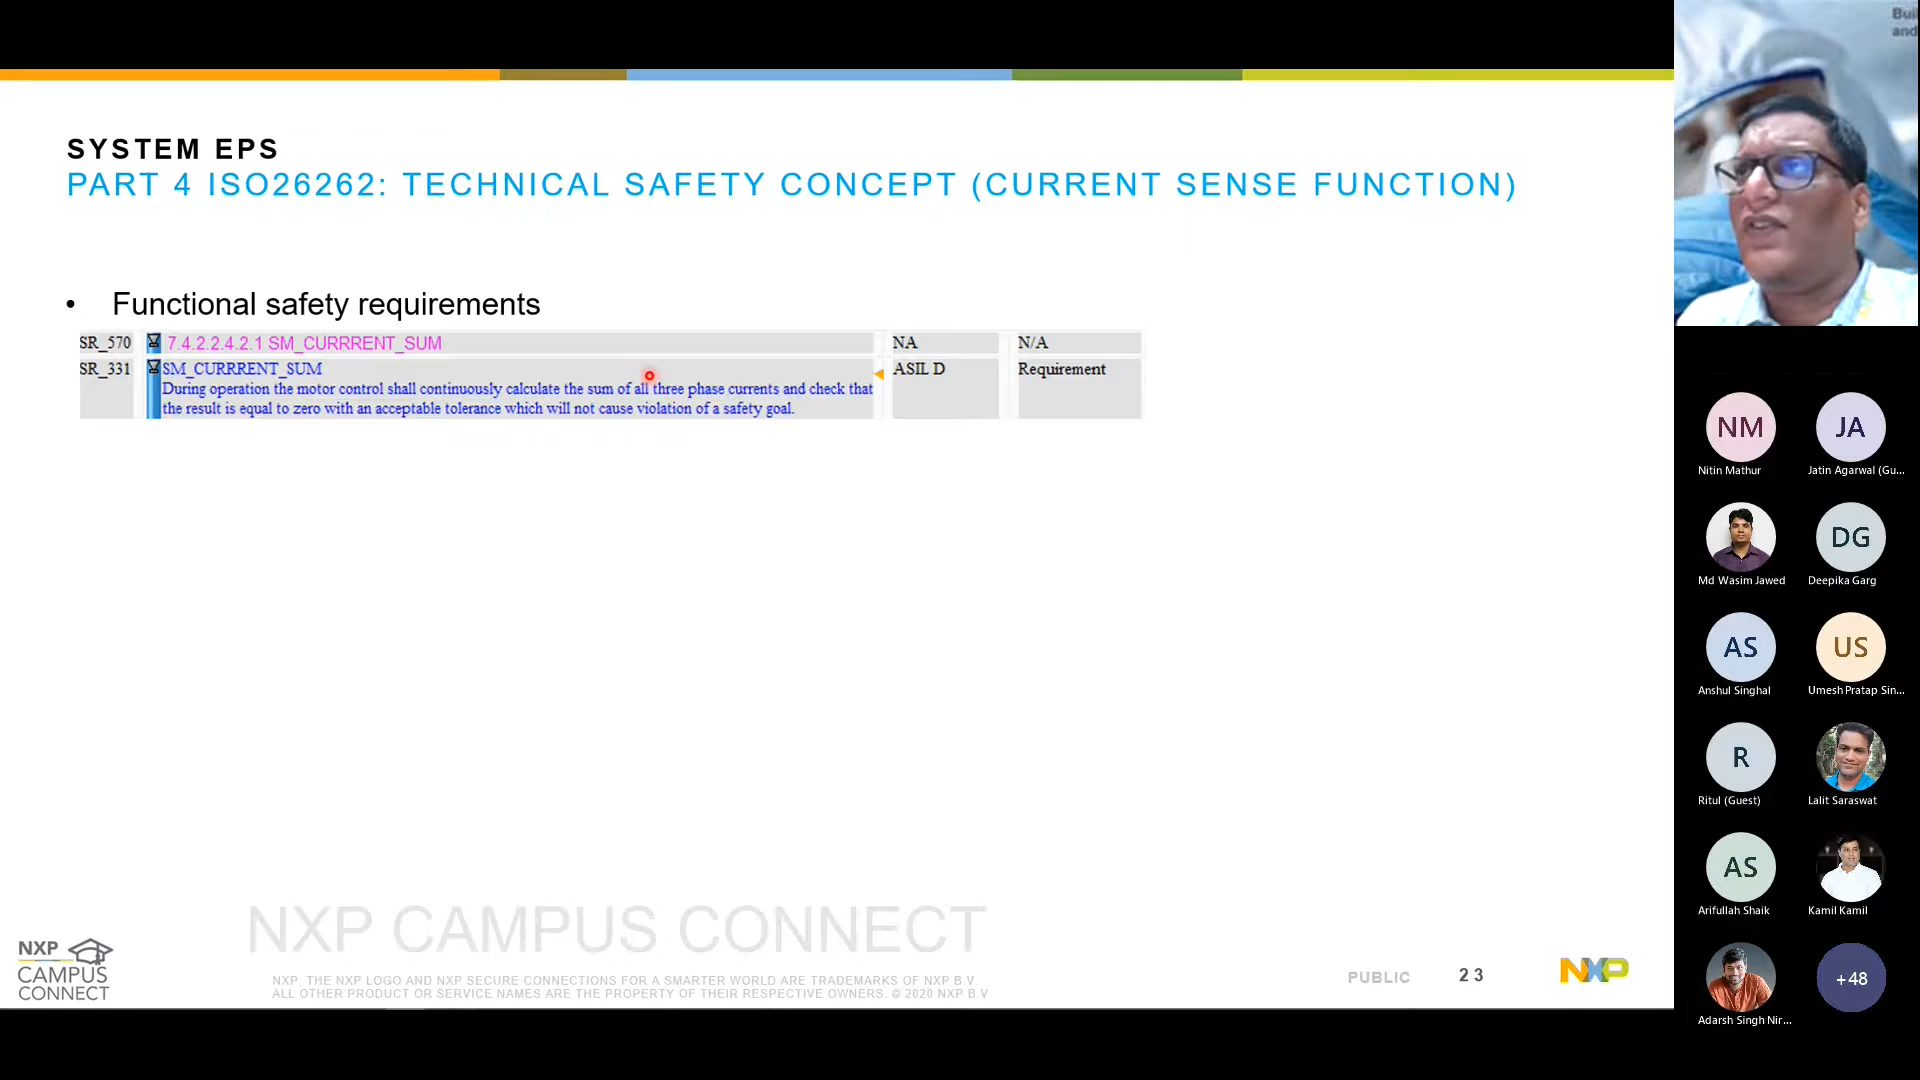 SYSTEM EPS
PART 4 ISO26262: TECHNICAL SAFETY CONCEPT (CURRENT SENSE FUNCTION)
• Functional safety requirements
SR_570 7.4.2.2.4.2.1 SM_CURRRENT_SUM NA N/A
SR_331 SM_CURRRENT_SUM ASIL D Requirement
During operation the motor control shall continuously calculate the sum of all three phase currents and check that
the result is equal to zero with an acceptable tolerance which will not cause violation of a safety goal.
NXP CAMPUS CONNECT
NXP, THE NXP LOGO AND NXP SECURE CONNECTIONS FOR A SMARTER WORLD ARE TRADEMARKS OF NXP B.V.
ALL OTHER PRODUCT OR SERVICE NAMES ARE THE PROPERTY OF THEIR RESPECTIVE OWNERS. © 2020 NXP B.V
NXP
CAMPUS
CONNECT
PUBLIC 23
NXP
and
NM JA
Nitin Mathur Jatin Agarwal (Gu...
DG
Md Wasim Jawed Deepika Garg
AS US
Anshul Singhal Umesh Pratap Sin...
R
Ritul (Guest) Lalit Saraswat
AS
Arifullah Shaik Kamil Kamil
+48
Adarsh Singh Nir...